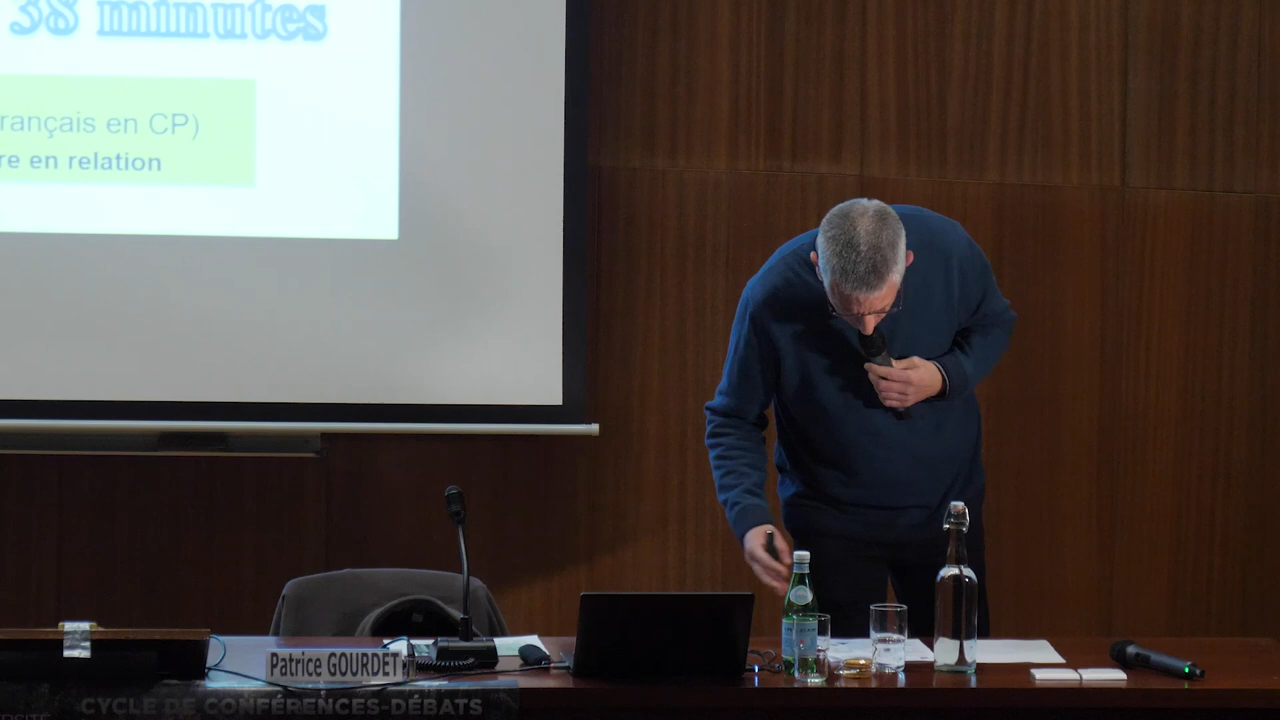 38 minutes
rançais en CP)
re en relation
Patrice GOURDET
CYCLE DE CONFÉRENCES-DÉBATS